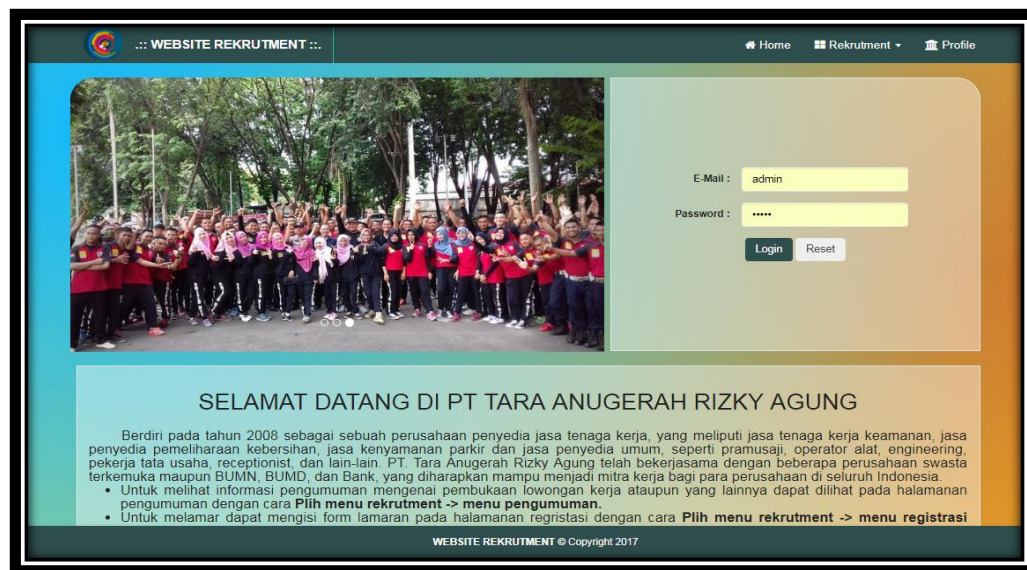 .:: WEBSITE REKRUTMENT ::.
Home Rekrutment Profile
E-Mail : admin
Password : •••••
Login Reset
SELAMAT DATANG DI PT TARA ANUGERAH RIZKY AGUNG
Berdiri pada tahun 2008 sebagai sebuah perusahaan penyedia jasa tenaga kerja, yang meliputi jasa tenaga kerja keamanan, jasa
penyedia pemeliharaan kebersihan, jasa kenyamanan parkir dan jasa penyedia umum, seperti pramusaji, operator alat, engineering,
pekerja tata usaha, receptionist, dan lain-lain. PT. Tara Anugerah Rizky Agung telah bekerjasama dengan beberapa perusahaan swasta
terkemuka maupun BUMN, BUMD, dan Bank, yang diharapkan mampu menjadi mitra kerja bagi para perusahaan di seluruh Indonesia.
• Untuk melihat informasi pengumuman mengenai pembukaan lowongan kerja ataupun yang lainnya dapat dilihat pada halamanan
pengumuman dengan cara Plih menu rekrutment -> menu pengumuman.
• Untuk melamar dapat mengisi form lamaran pada halamanan regristasi dengan cara Plih menu rekrutment -> menu registrasi
WEBSITE REKRUTMENT © Copyright 2017